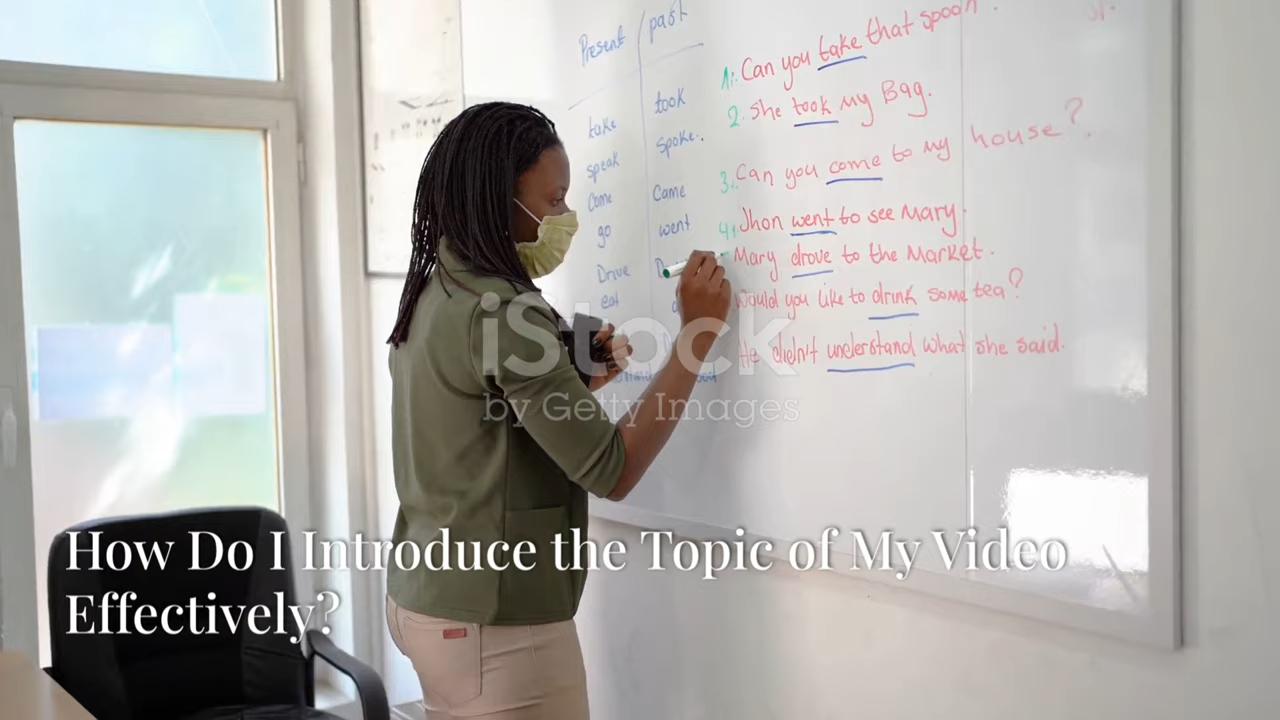 Present past
take took
speak spoke.
Come Came
go went
Drive
eat
1. Can you take that spoon
2. She took my Bag.
3. Can you come to my house?
4. Jhon went to see Mary.
Mary drove to the Market.
would you like to drink some tea?
He didn't understand what she said.
iStock
by Getty Images
How Do I Introduce the Topic of My Video
Effectively?